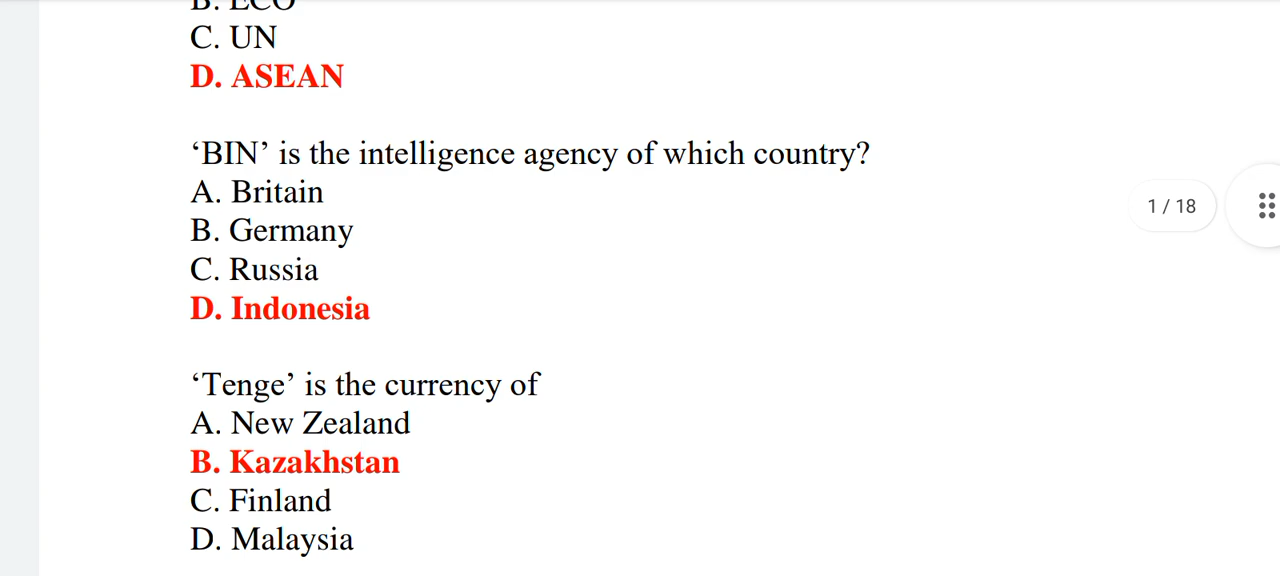 B. ECO
C. UN
D. ASEAN
‘BIN’ is the intelligence agency of which country?
A. Britain
B. Germany
C. Russia
D. Indonesia
1 / 18
‘Tenge’ is the currency of
A. New Zealand
B. Kazakhstan
C. Finland
D. Malaysia